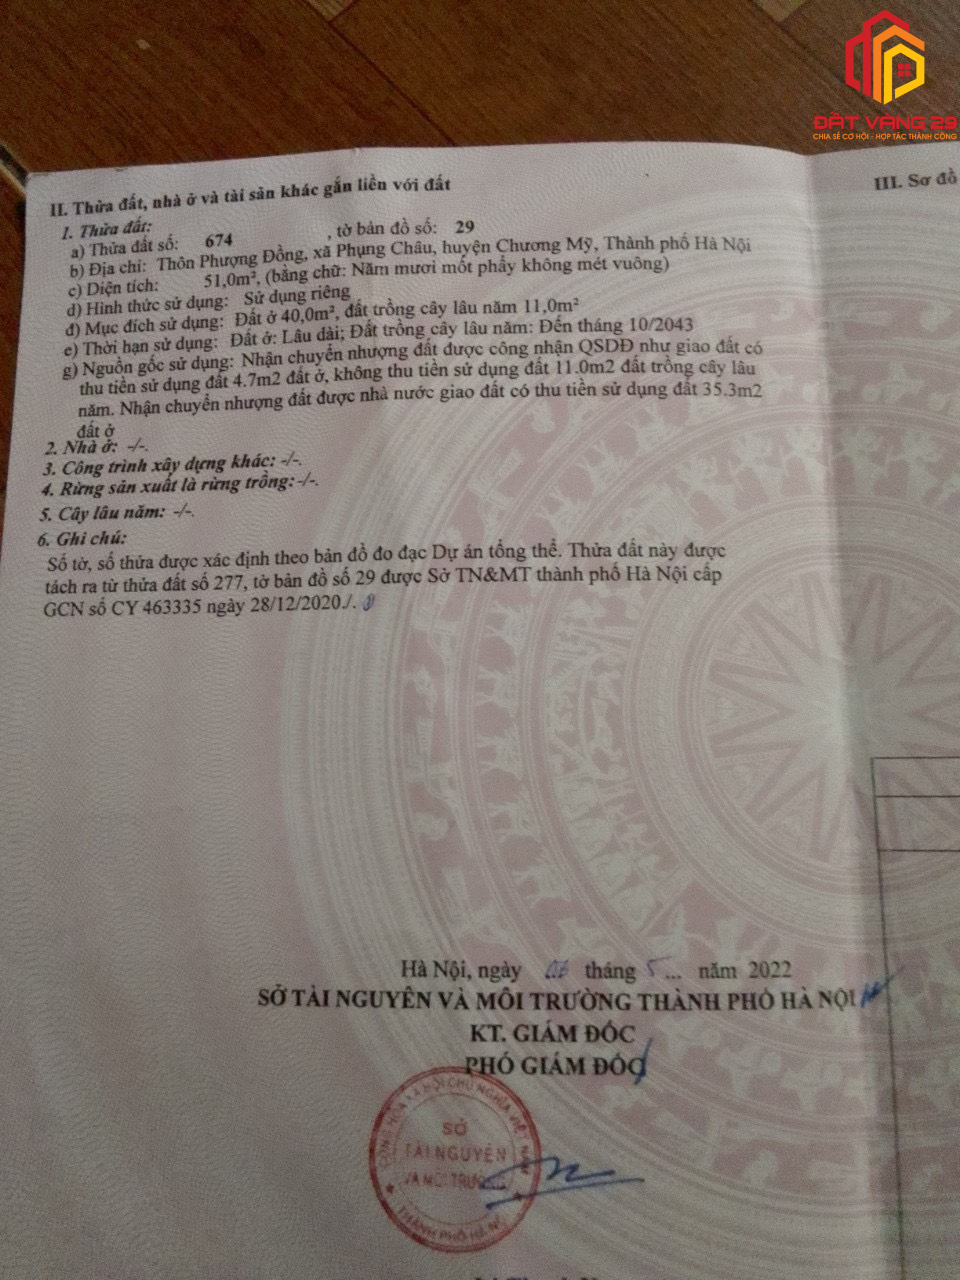 ĐẤT VÀNG 29
CHIA SẺ CƠ HỘI - HỢP TÁC THÀNH CÔNG
II. Thửa đất, nhà ở và tài sản khác gắn liền với đất
1. Thửa đất:
a) Thửa đất số: 674 , tờ bản đồ số: 29
b) Địa chỉ: Thôn Phượng Đồng, xã Phụng Châu, huyện Chương Mỹ, Thành phố Hà Nội
c) Diện tích: 51,0m², (bằng chữ: Năm mươi mốt phẩy không mét vuông)
d) Hình thức sử dụng: Sử dụng riêng
đ) Mục đích sử dụng: Đất ở 40,0m², đất trồng cây lâu năm 11,0m²
e) Thời hạn sử dụng: Đất ở: Lâu dài; Đất trồng cây lâu năm: Đến tháng 10/2043
g) Nguồn gốc sử dụng: Nhận chuyển nhượng đất được công nhận QSDĐ như giao đất có
thu tiền sử dụng đất 4.7m2 đất ở, không thu tiền sử dụng đất 11.0m2 đất trồng cây lâu
năm. Nhận chuyển nhượng đất được nhà nước giao đất có thu tiền sử dụng đất 35.3m2
đất ở
2. Nhà ở: -/-.
3. Công trình xây dựng khác: -/-.
4. Rừng sản xuất là rừng trồng: -/-.
5. Cây lâu năm: -/-.
6. Ghi chú:
Số tờ, số thửa được xác định theo bản đồ đo đạc Dự án tổng thể. Thửa đất này được
tách ra từ thửa đất số 277, tờ bản đồ số 29 được Sở TN&MT thành phố Hà Nội cấp
GCN số CY 463335 ngày 28/12/2020./.
III. Sơ đồ
Hà Nội, ngày 06 tháng 5 ... năm 2022
SỞ TÀI NGUYÊN VÀ MÔI TRƯỜNG THÀNH PHỐ HÀ NỘI
KT. GIÁM ĐỐC
PHÓ GIÁM ĐỐC
CỘNG HÒA XÃ HỘI CHỦ NGHĨA VIỆT NAM
SỞ
TÀI NGUYÊN
VÀ MÔI TRƯỜNG
THÀNH PHỐ HÀ NỘI